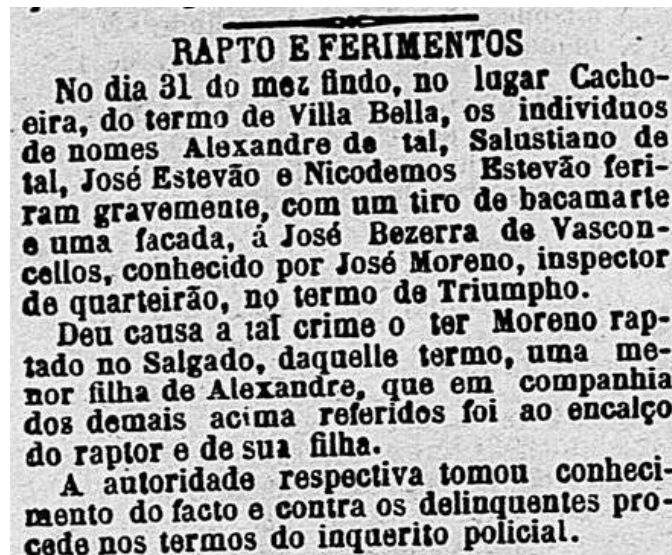 RAPTO E FERIMENTOS
No dia 31 do mez findo, no lugar Cacho-
eira, do termo de Villa Bella, os individuos
de nomes Alexandre de tal, Salustiano de
tal, José Estevão e Nicodemos Estevão feri-
ram gravemente, com um tiro de bacamarte
e uma facada, á José Bezerra de Vascon-
cellos, conhecido por José Moreno, inspector
de quarteirão, no termo de Triumpho.
Deu causa a tal crime o ter Moreno rap-
tado no Salgado, daquelle termo, uma me-
nor filha de Alexandre, que em companhia
dos demais acima referidos foi ao encalço
do raptor e de sua filha.
A autoridade respectiva tomou conheci-
mento do facto e contra os delinquentes pro-
cede nos termos do inquerito policial.